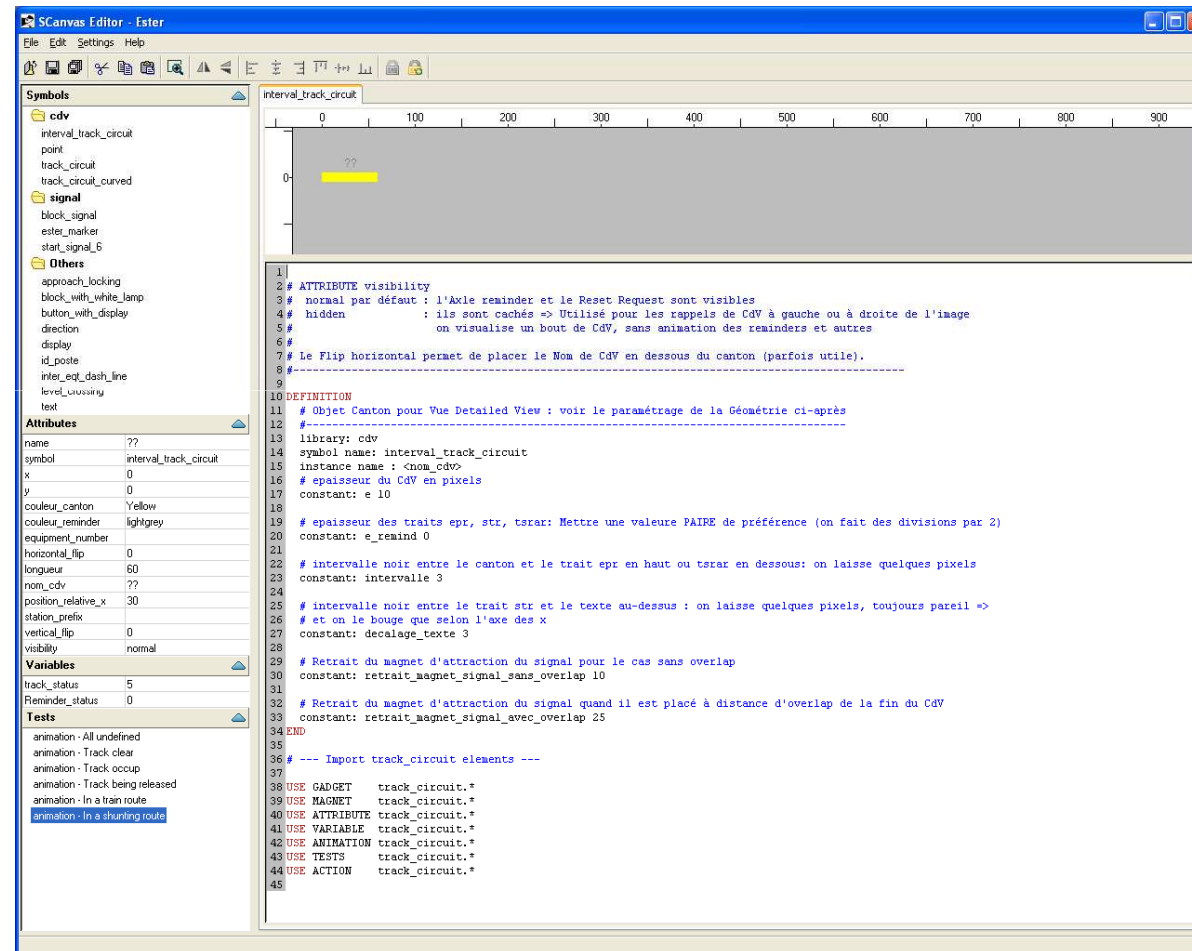 SCanvas Editor - Ester
File Edit Settings Help
Symbols
cdv
interval_track_circuit
point
track_circuit
track_circuit_curved
signal
block_signal
ester_marker
start_signal_6
Others
approach_locking
block_with_white_lamp
button_with_display
direction
display
id_poste
inter_eqt_dash_line
level_crossing
text
Attributes
name ??
symbol interval_track_circuit
x 0
y 0
couleur_canton Yellow
couleur_reminder lightgrey
equipment_number
horizontal_flip 0
longueur 60
nom_cdv ??
position_relative_x 30
station_prefix
vertical_flip 0
visibility normal
Variables
track_status 5
Reminder_status 0
Tests
animation - All undefined
animation - Track clear
animation - Track occup
animation - Track being released
animation - In a train route
animation - In a shunting route
interval_track_circuit
0 100 200 300 400 500 600 700 800 900
??
0
1
2 # ATTRIBUTE visibility
3 #  normal par défaut : l'Axle reminder et le Reset Request sont visibles
4 #  hidden            : ils sont cachés => Utilisé pour les rappels de CdV à gauche ou à droite de l'image
5 #                      on visualise un bout de CdV, sans animation des reminders et autres
6 #
7 # Le Flip horizontal permet de placer le Nom de CdV en dessous du canton (parfois utile).
8 #----------------------------------------------------------------------------------------------
9
10 DEFINITION
11   # Objet Canton pour Vue Detailed View : voir le paramétrage de la Géométrie ci-après
12   #-----------------------------------------------------------------------------------
13   library: cdv
14   symbol name: interval_track_circuit
15   instance name : <nom_cdv>
16   # epaisseur du CdV en pixels
17   constant: e 10
18
19   # epaisseur des traits epr, str, tsrar: Mettre une valeure PAIRE de préférence (on fait des divisions par 2)
20   constant: e_remind 0
21
22   # intervalle noir entre le canton et le trait epr en haut ou tsrar en dessous: on laisse quelques pixels
23   constant: intervalle 3
24
25   # intervalle noir entre le trait str et le texte au-dessus : on laisse quelques pixels, toujours pareil =>
26   # et on le bouge que selon l'axe des x
27   constant: decalage_texte 3
28
29   # Retrait du magnet d'attraction du signal pour le cas sans overlap
30   constant: retrait_magnet_signal_sans_overlap 10
31
32   # Retrait du magnet d'attraction du signal quand il est placé à distance d'overlap de la fin du CdV
33   constant: retrait_magnet_signal_avec_overlap 25
34 END
35
36 # --- Import track_circuit elements ---
37
38 USE GADGET    track_circuit.*
39 USE MAGNET    track_circuit.*
40 USE ATTRIBUTE track_circuit.*
41 USE VARIABLE  track_circuit.*
42 USE ANIMATION track_circuit.*
43 USE TESTS     track_circuit.*
44 USE ACTION    track_circuit.*
45